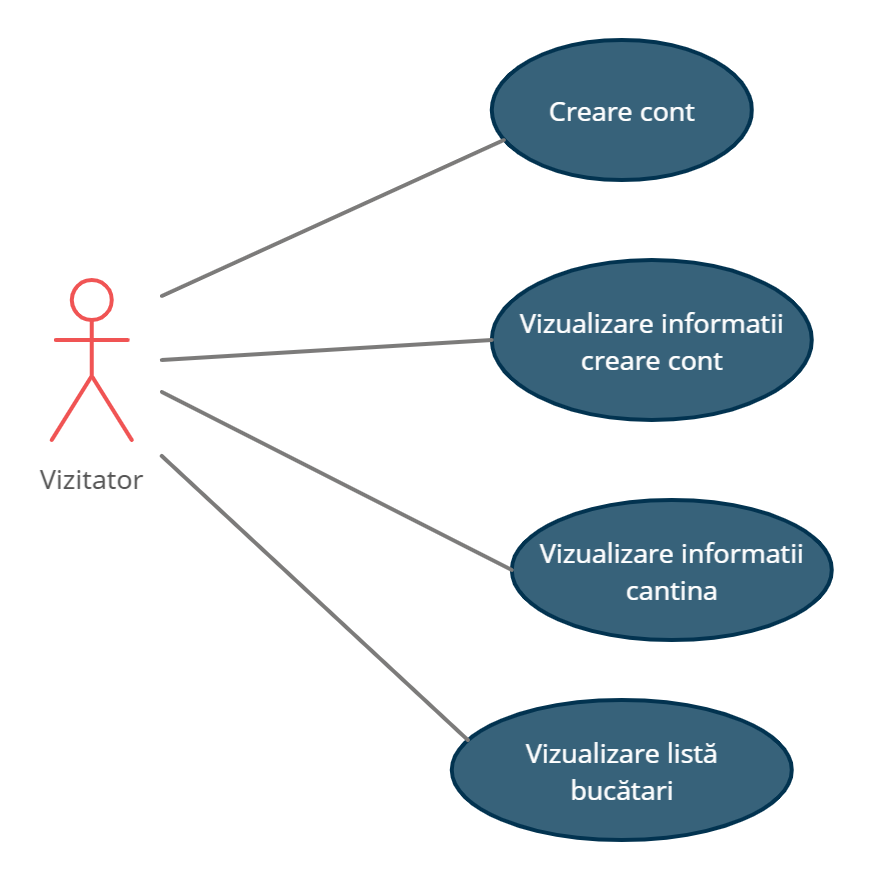 Creare cont
Vizualizare informatii
creare cont
Vizitator
Vizualizare informatii
cantina
Vizualizare listă
bucătari